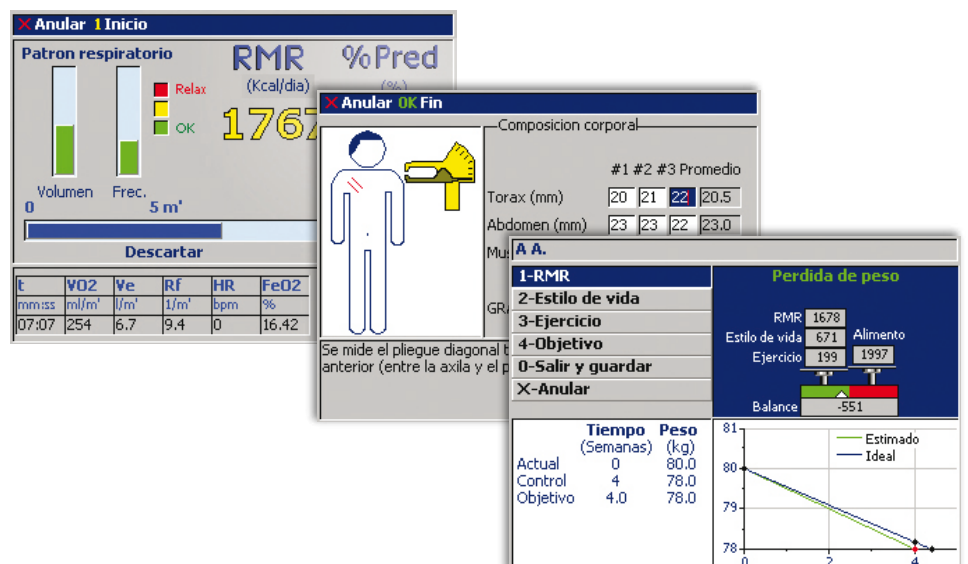 X Anular 1 Inicio
Patron respiratorio
RMR %Pred
(Kcal/dia) (%)
Relax
1767
OK
Volumen Frec.
0 5 m'
Descartar
t VO2 Ve Rf HR FeO2
mm:ss ml/m' l/m' 1/m' bpm %
07:07 254 6.7 9.4 0 16.42
X Anular OK Fin
Composicion corporal
#1 #2 #3 Promedio
Torax (mm) 20 21 22 20.5
Abdomen (mm) 23 23 22 23.0
Se mide el pliegue diagonal
anterior (entre la axila y el
A A.
1-RMR
2-Estilo de vida
3-Ejercicio
4-Objetivo
0-Salir y guardar
X-Anular
Perdida de peso
RMR 1678
Estilo de vida 671 Alimento
Ejercicio 199 1997
Balance -551
Tiempo Peso
(Semanas) (kg)
Actual 0 80.0
Control 4 78.0
Objetivo 4.0 78.0
81
Estimado
Ideal
80
79
78
0 2 4